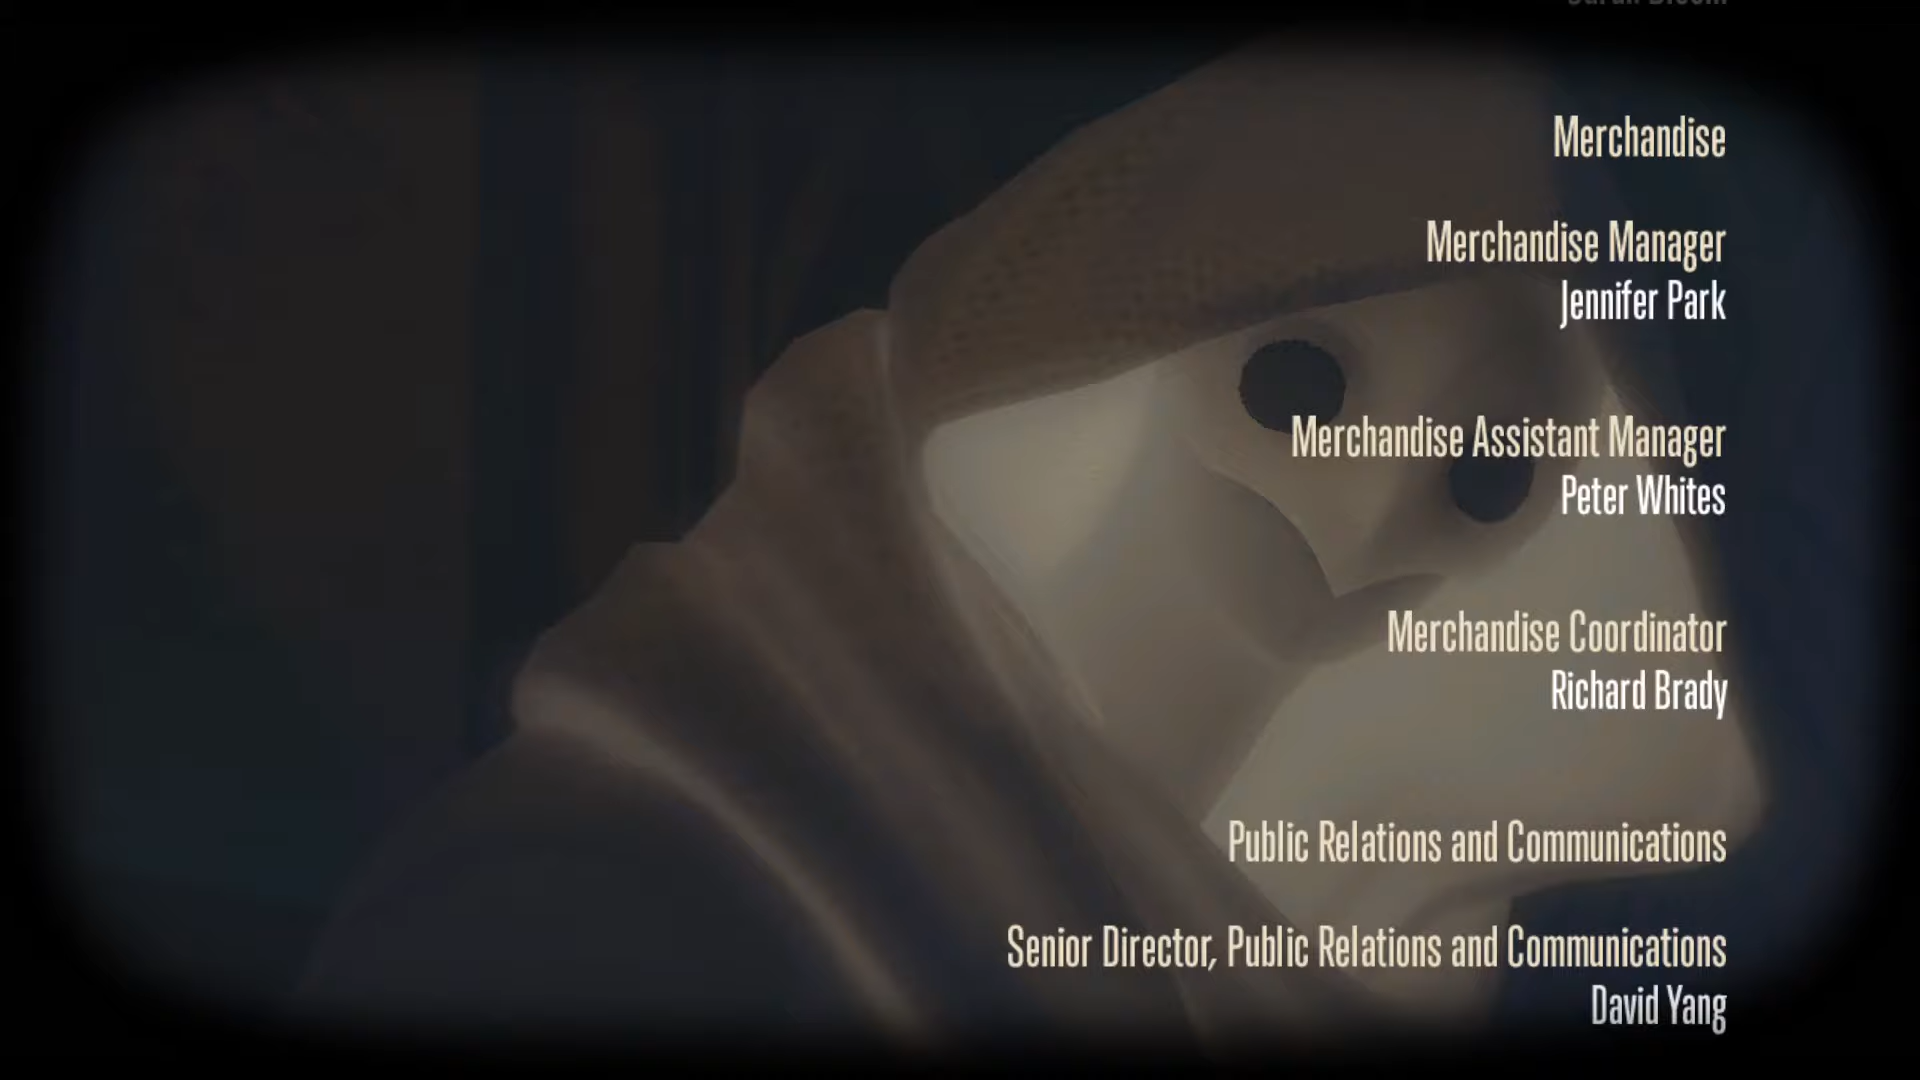 Merchandise
Merchandise Manager
Jennifer Park
Merchandise Assistant Manager
Peter Whites
Merchandise Coordinator
Richard Brady
Public Relations and Communications
Senior Director, Public Relations and Communications
David Yang